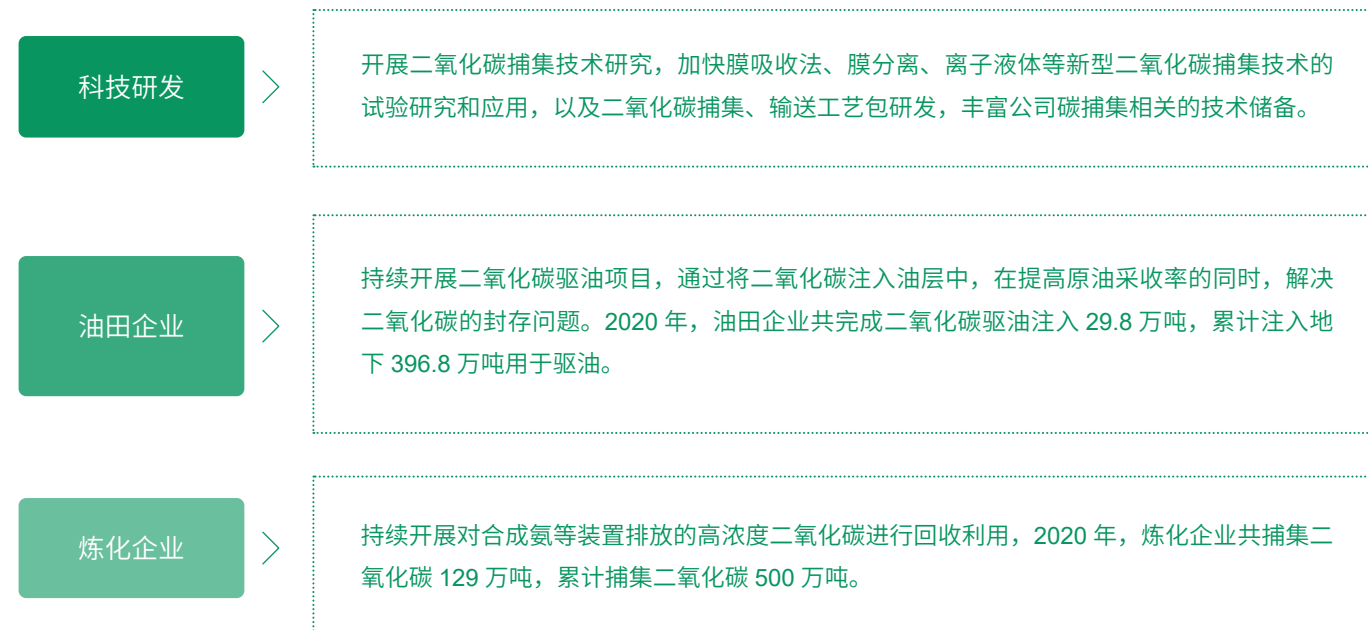 科技研发
开展二氧化碳捕集技术研究，加快膜吸收法、膜分离、离子液体等新型二氧化碳捕集技术的
试验研究和应用，以及二氧化碳捕集、输送工艺包研发，丰富公司碳捕集相关的技术储备。
油田企业
持续开展二氧化碳驱油项目，通过将二氧化碳注入油层中，在提高原油采收率的同时，解决
二氧化碳的封存问题。2020 年，油田企业共完成二氧化碳驱油注入 29.8 万吨，累计注入地
下 396.8 万吨用于驱油。
炼化企业
持续开展对合成氨等装置排放的高浓度二氧化碳进行回收利用，2020 年，炼化企业共捕集二
氧化碳 129 万吨，累计捕集二氧化碳 500 万吨。